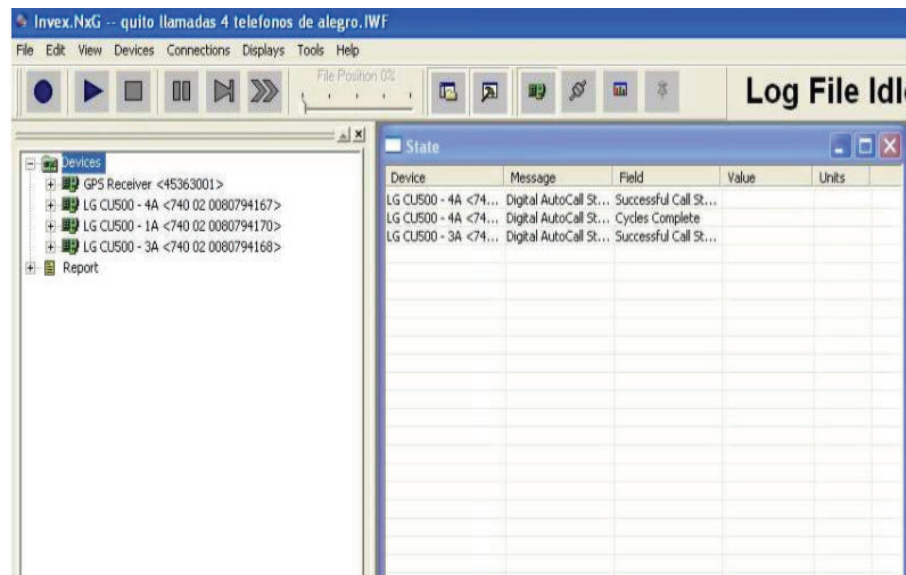 Invex.NxG -- quito llamadas 4 telefonos de alegro.IWF
File Edit View Devices Connections Displays Tools Help
File Position 0%
Log File Idl
Devices
GPS Receiver <45363001>
LG CU500 - 4A <740 02 0080794167>
LG CU500 - 1A <740 02 0080794170>
LG CU500 - 3A <740 02 0080794168>
Report
State
Device Message Field Value Units
LG CU500 - 4A <74... Digital AutoCall St... Successful Call St...
LG CU500 - 4A <74... Digital AutoCall St... Cycles Complete
LG CU500 - 3A <74... Digital AutoCall St... Successful Call St...